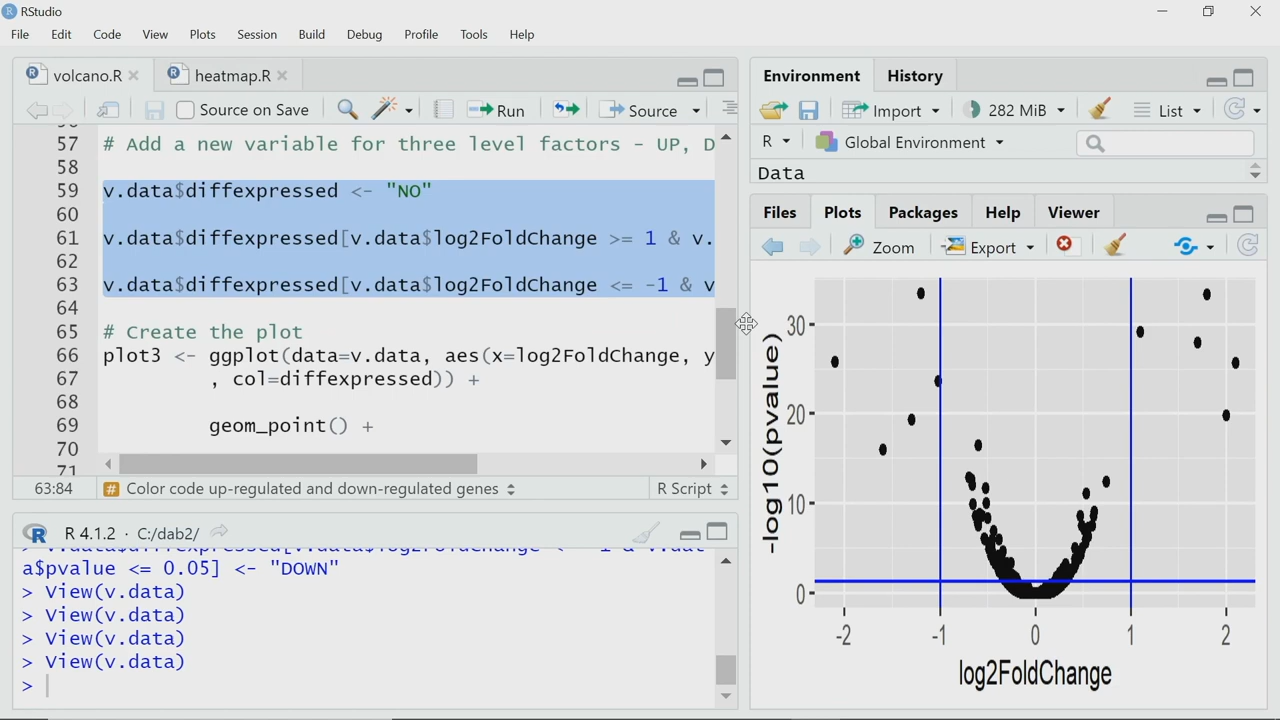 RStudio
File Edit Code View Plots Session Build Debug Profile Tools Help
volcano.R heatmap.R
Source on Save Run Source
57 # Add a new variable for three level factors - UP, D
58
59 v.data$diffexpressed <- "NO"
60
61 v.data$diffexpressed[v.data$log2FoldChange >= 1 & v.
62
63 v.data$diffexpressed[v.data$log2FoldChange <= -1 & v
64
65 # Create the plot
66 plot3 <- ggplot(data=v.data, aes(x=log2FoldChange, y
67 , col=diffexpressed)) +
68
69 geom_point() +
70
71
63:84 # Color code up-regulated and down-regulated genes R Script
R 4.1.2 · C:/dab2/
a$pvalue <= 0.05] <- "DOWN"
> View(v.data)
> View(v.data)
> View(v.data)
> View(v.data)
>
Environment History
Import 282 MiB List
R Global Environment
Data
Files Plots Packages Help Viewer
Zoom Export
-log10(pvalue)
30
20
10
0
-2 -1 0 1 2
log2FoldChange